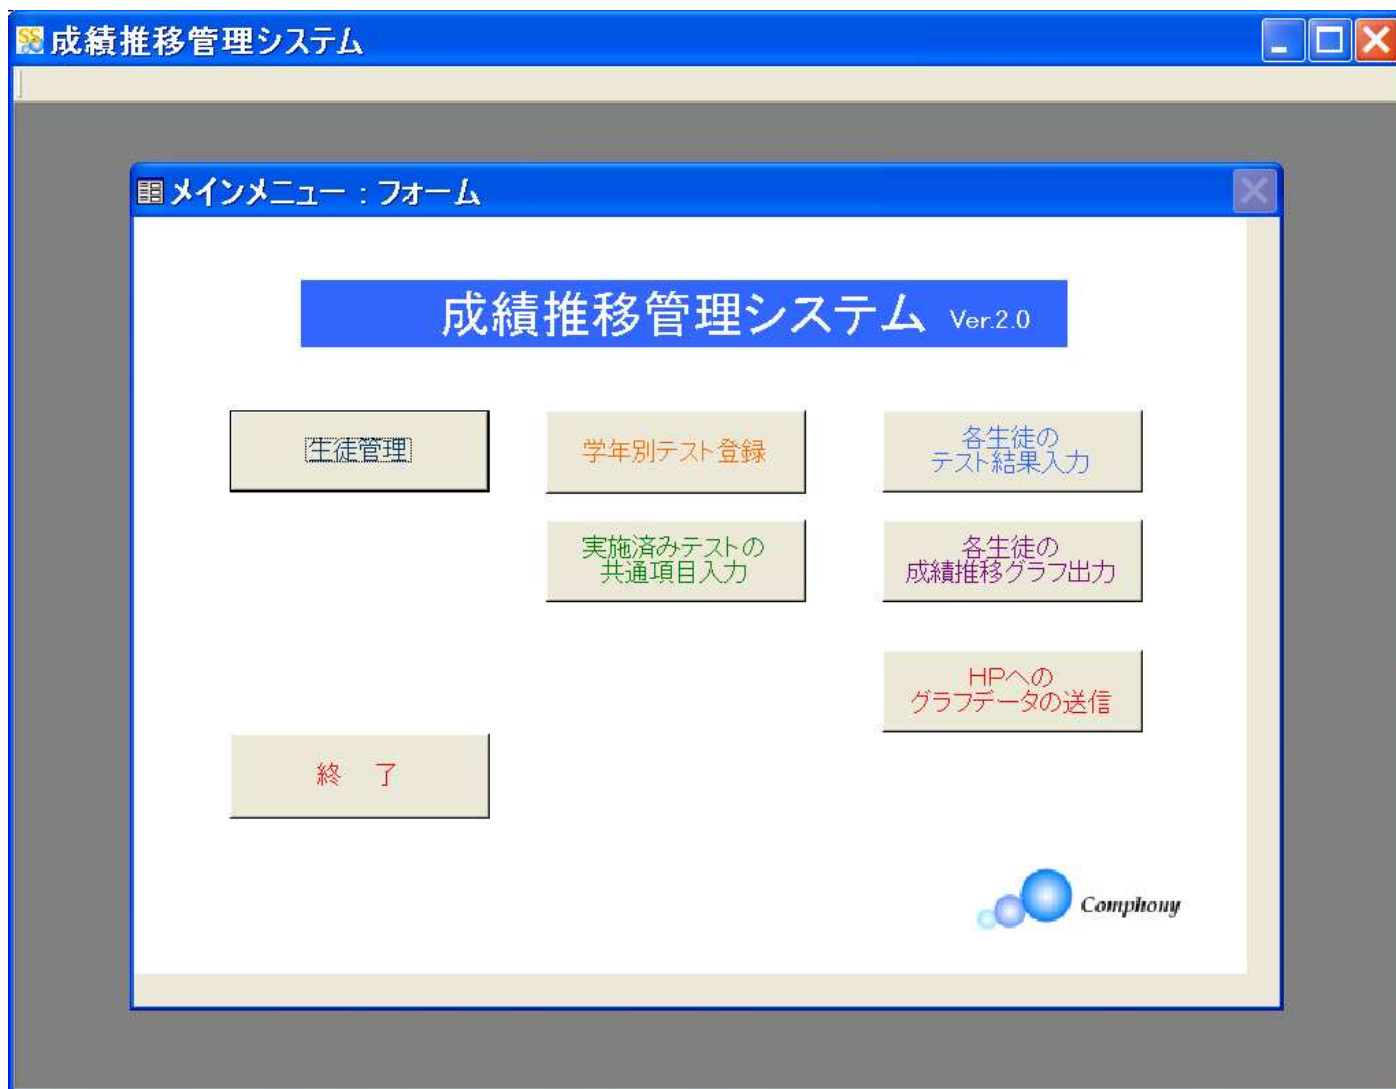 成績推移管理システム
メインメニュー : フォーム
成績推移管理システム Ver.2.0
生徒管理
学年別テスト登録
各生徒の
テスト結果入力
実施済みテストの
共通項目入力
各生徒の
成績推移グラフ出力
HPへの
グラフデータの送信
終 了
Comphony